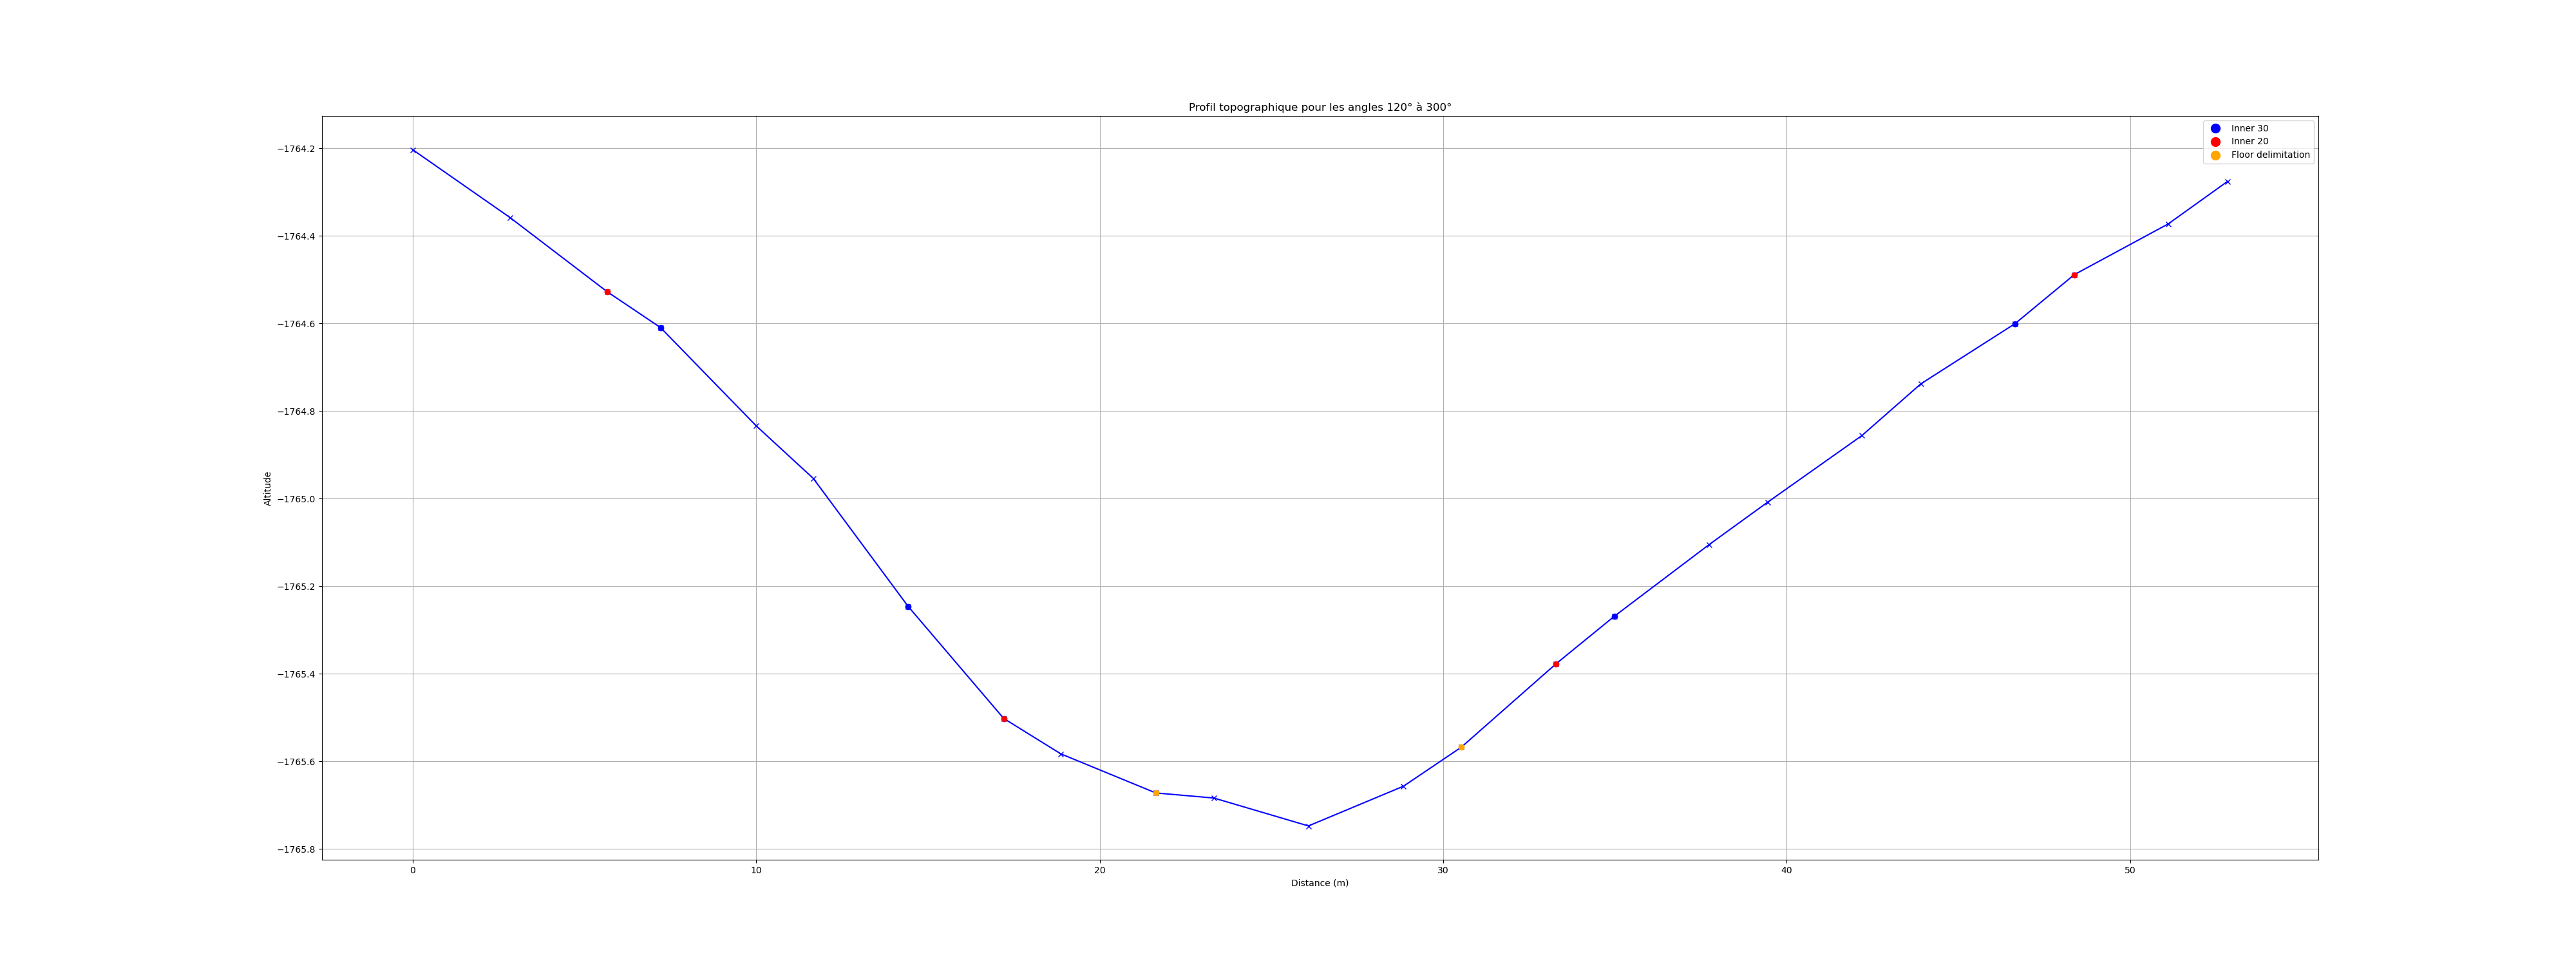 Profil topographique pour les angles 120° à 300°
Inner 30
Inner 20
Floor delimitation
−1764.2
−1764.4
−1764.6
−1764.8
−1765.0
−1765.2
−1765.4
−1765.6
−1765.8
Altitude
0 10 20 30 40 50
Distance (m)